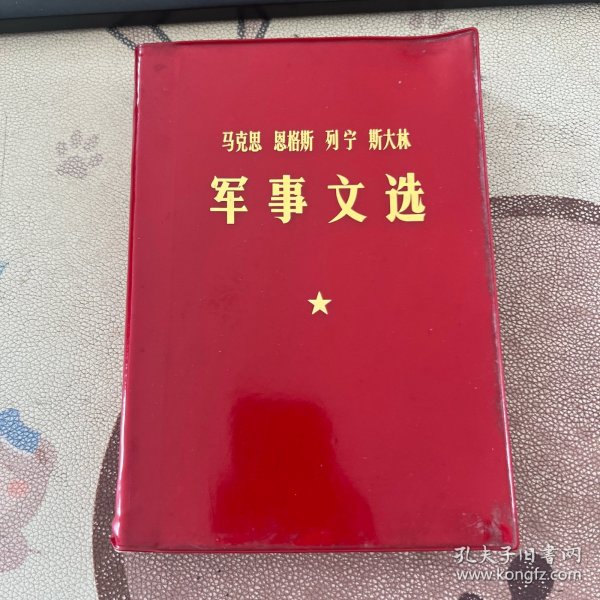 马克思 恩格斯 列宁 斯大林
军事文选
孔夫子旧书网
www.kongfz.com